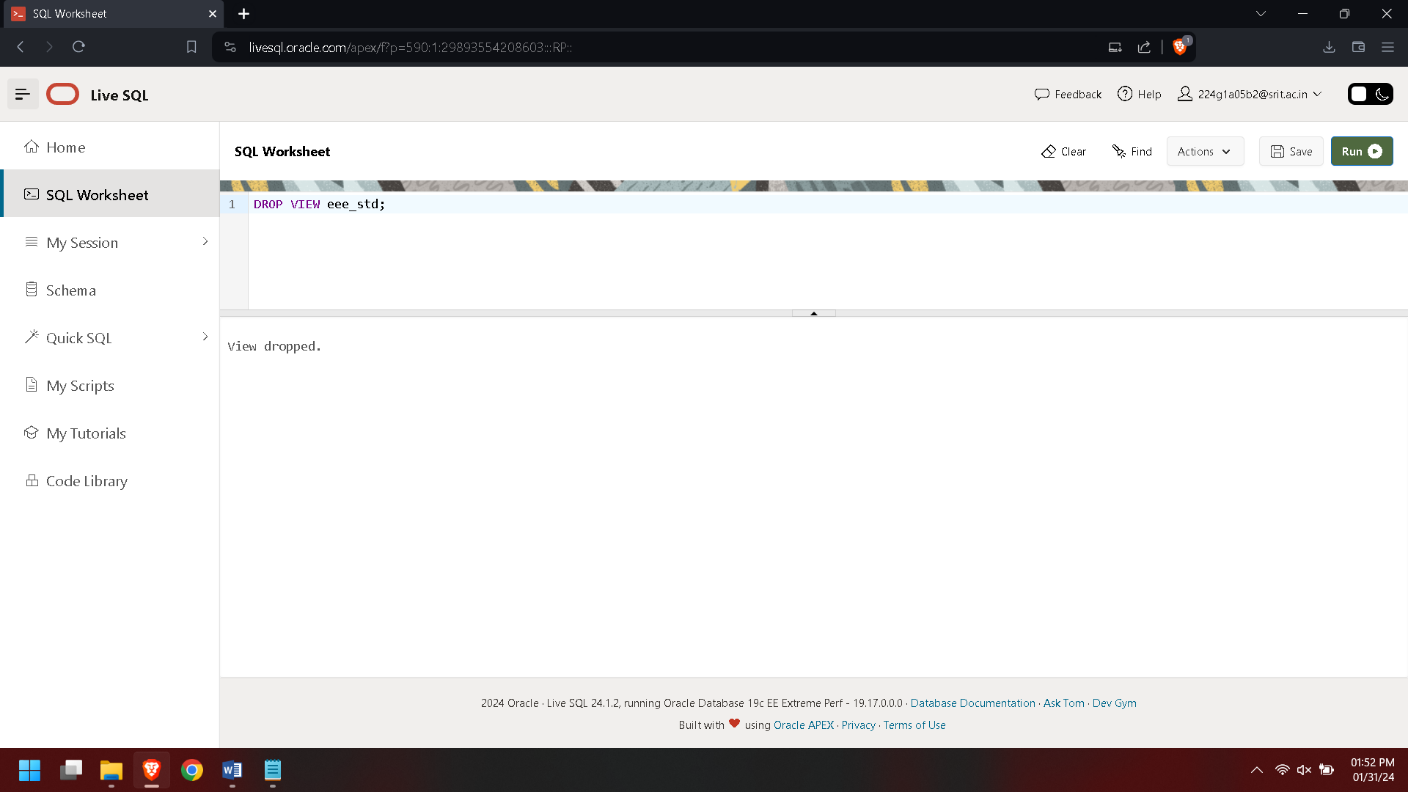 SQL Worksheet
livesql.oracle.com/apex/f?p=590:1:29893554208603:::RP::
1
Live SQL
Feedback
Help
224g1a05b2@srit.ac.in
Home
SQL Worksheet
My Session
Schema
Quick SQL
My Scripts
My Tutorials
Code Library
SQL Worksheet
Clear
Find
Actions
Save
Run
1 DROP VIEW eee_std;
View dropped.
2024 Oracle · Live SQL 24.1.2, running Oracle Database 19c EE Extreme Perf - 19.17.0.0.0 · Database Documentation · Ask Tom · Dev Gym
Built with ❤ using Oracle APEX · Privacy · Terms of Use
01:52 PM
01/31/24